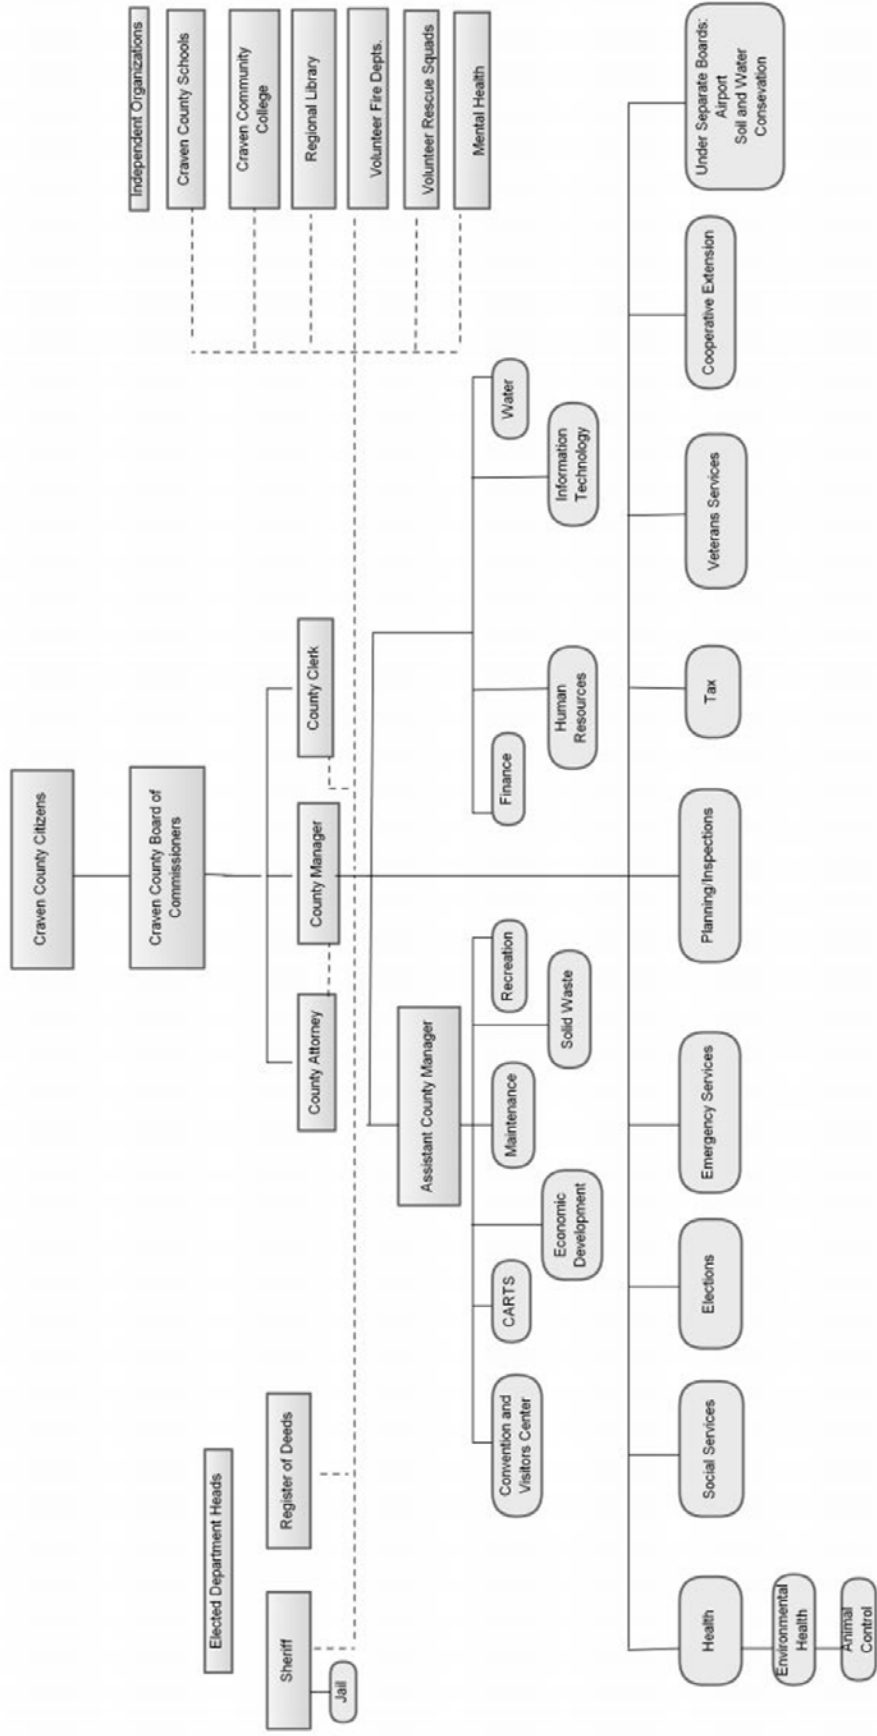 Craven County Citizens
Craven County Board of
Commissioners
County Attorney
County Manager
County Clerk
Elected Department Heads
Sheriff
Jail
Register of Deeds
Independent Organizations
Craven County Schools
Craven Community
College
Regional Library
Volunteer Fire Depts.
Volunteer Rescue Squads
Mental Health
Assistant County Manager
Convention and
Visitors Center
CARTS
Economic
Development
Maintenance
Solid Waste
Recreation
Finance
Human
Resources
Information
Technology
Water
Health
Environmental
Health
Animal
Control
Social Services
Elections
Emergency Services
Planning/Inspections
Tax
Veterans Services
Cooperative Extension
Under Separate Boards:
Airport
Soil and Water
Consevation